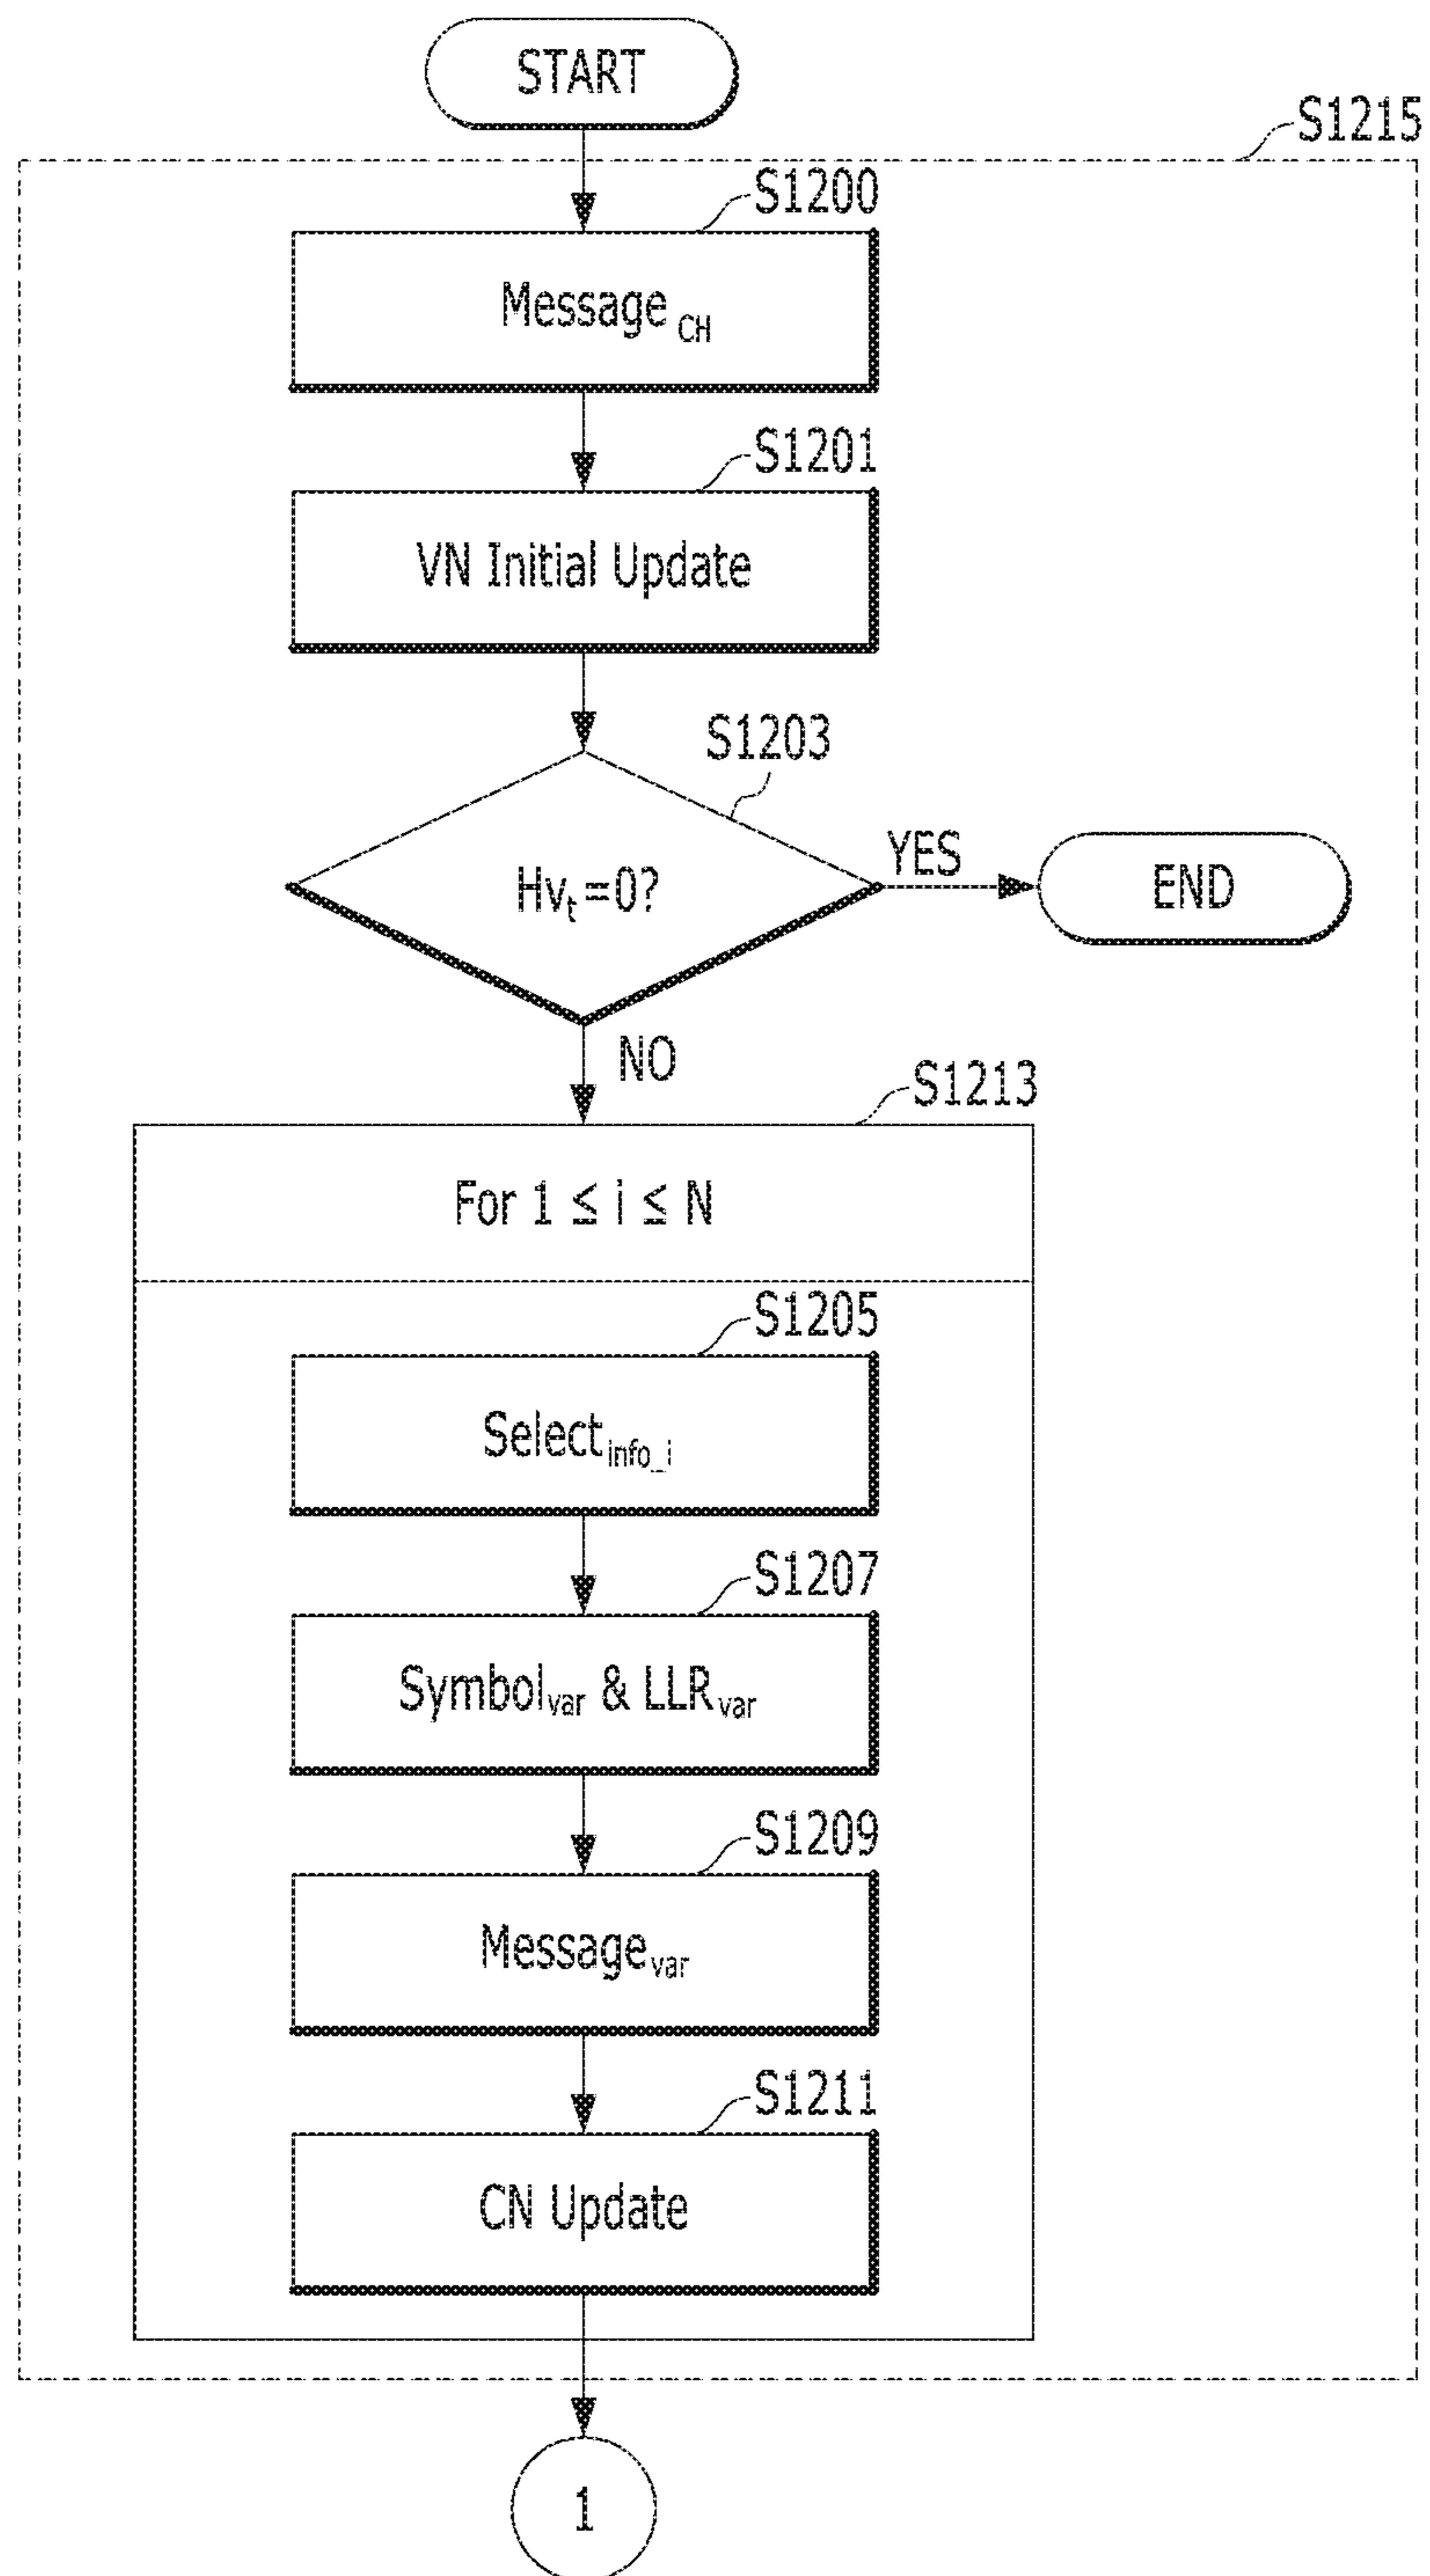 START
S1215
S1200
Message CH
S1201
VN Initial Update
S1203
Hvt=0?
YES
END
NO
S1213
For 1 ≤ i ≤ N
S1205
Selectinfo_i
S1207
Symbolvar & LLRvar
S1209
Messagevar
S1211
CN Update
1